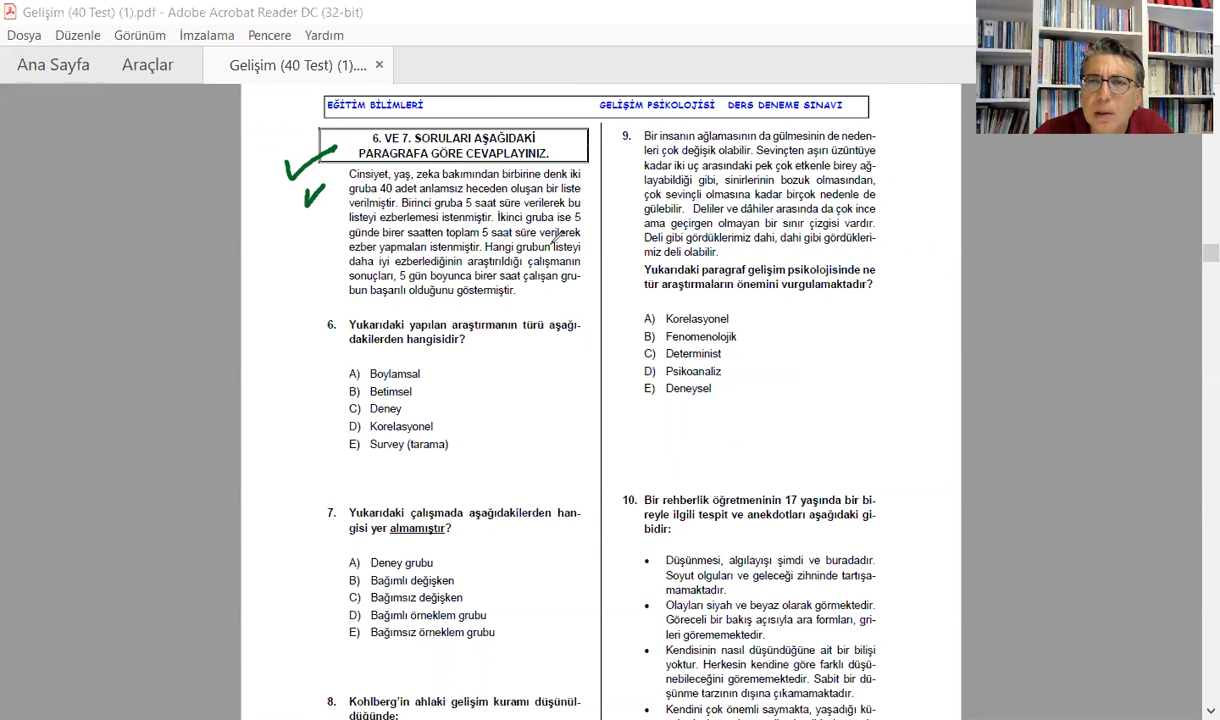 Gelişim (40 Test) (1).pdf - Adobe Acrobat Reader DC (32-bit)
Dosya Düzenle Görünüm İmzalama Pencere Yardım
Ana Sayfa Araçlar Gelişim (40 Test) (1).... ×
EĞİTİM BİLİMLERİ GELİŞİM PSİKOLOJİSİ DERS DENEME SINAVI
6. VE 7. SORULARI AŞAĞIDAKİ
PARAGRAFA GÖRE CEVAPLAYINIZ.
Cinsiyet, yaş, zeka bakımından birbirine denk iki
gruba 40 adet anlamsız heceden oluşan bir liste
verilmiştir. Birinci gruba 5 saat süre verilerek bu
listeyi ezberlemesi istenmiştir. İkinci gruba ise 5
günde birer saatten toplam 5 saat süre verilerek
ezber yapmaları istenmiştir. Hangi grubun listeyi
daha iyi ezberlediğinin araştırıldığı çalışmanın
sonuçları, 5 gün boyunca birer saat çalışan gru-
bun başarılı olduğunu göstermiştir.
6. Yukarıdaki yapılan araştırmanın türü aşağı-
dakilerden hangisidir?
A) Boylamsal
B) Betimsel
C) Deney
D) Korelasyonel
E) Survey (tarama)
7. Yukarıdaki çalışmada aşağıdakilerden han-
gisi yer almamıştır?
A) Deney grubu
B) Bağımlı değişken
C) Bağımsız değişken
D) Bağımlı örneklem grubu
E) Bağımsız örneklem grubu
8. Kohlberg'in ahlaki gelişim kuramı düşünül-
düğünde:
9. Bir insanın ağlamasının da gülmesinin de neden-
leri çok değişik olabilir. Sevinçten aşırı üzüntüye
kadar iki uç arasındaki pek çok etkenle birey ağ-
layabildiği gibi, sinirlerinin bozuk olmasından,
çok sevinçli olmasına kadar birçok nedenle de
gülebilir. Deliler ve dâhiler arasında da çok ince
ama geçirgen olmayan bir sınır çizgisi vardır.
Deli gibi gördüklerimiz dahi, dahi gibi gördükleri-
miz deli olabilir.
Yukarıdaki paragraf gelişim psikolojisinde ne
tür araştırmaların önemini vurgulamaktadır?
A) Korelasyonel
B) Fenomenolojik
C) Determinist
D) Psikoanaliz
E) Deneysel
10. Bir rehberlik öğretmeninin 17 yaşında bir bi-
reyle ilgili tespit ve anekdotları aşağıdaki gi-
bidir:
• Düşünmesi, algılayışı şimdi ve buradadır.
Soyut olguları ve geleceği zihninde tartışa-
mamaktadır.
• Olayları siyah ve beyaz olarak görmektedir.
Göreceli bir bakış açısıyla ara formları, gri-
leri görememektedir.
• Kendisinin nasıl düşündüğüne ait bir bilişi
yoktur. Herkesin kendine göre farklı düşü-
nebileceğini görememektedir. Sabit bir dü-
şünme tarzının dışına çıkamamaktadır.
• Kendini çok önemli saymakta, yaşadığı kü-